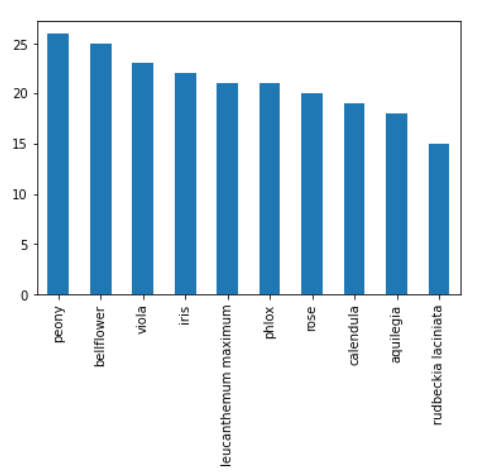 25
20
15
10
5
0
peony
bellflower
viola
iris
leucanthemum maximum
phlox
rose
calendula
aquilegia
rudbeckia laciniata